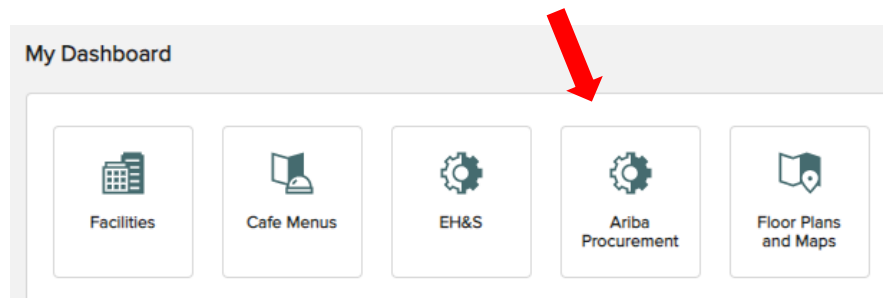 My Dashboard
Facilities
Cafe Menus
EH&S
Ariba
Procurement
Floor Plans
and Maps